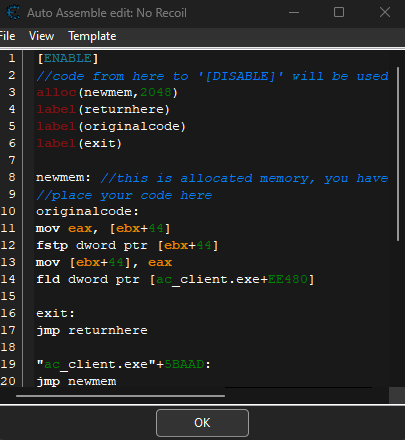 Auto Assemble edit: No Recoil
File View Template
1 [ENABLE]
2 //code from here to '[DISABLE]' will be used
3 alloc(newmem,2048)
4 label(returnhere)
5 label(originalcode)
6 label(exit)
7
8 newmem: //this is allocated memory, you have
9 //place your code here
10 originalcode:
11 mov eax, [ebx+44]
12 fstp dword ptr [ebx+44]
13 mov [ebx+44], eax
14 fld dword ptr [ac_client.exe+EE480]
15
16 exit:
17 jmp returnhere
18
19 "ac_client.exe"+5BAAD:
20 jmp newmem
OK